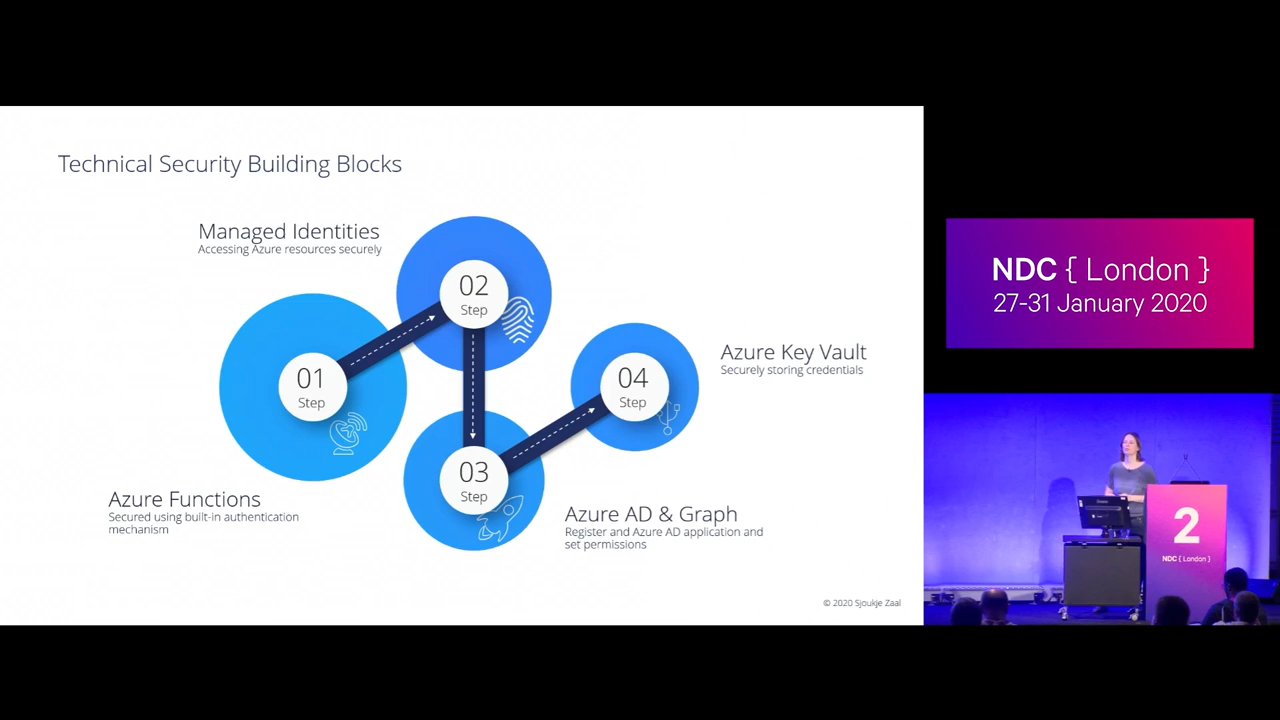 Technical Security Building Blocks
Managed Identities
Accessing Azure resources securely
02
Step
01
Step
04
Step
Azure Key Vault
Securely storing credentials
03
Step
Azure Functions
Secured using built-in authentication
mechanism
Azure AD & Graph
Register and Azure AD application and
set permissions
© 2020 Sjoukje Zaal
NDC { London }
27-31 January 2020
2
NDC { London }